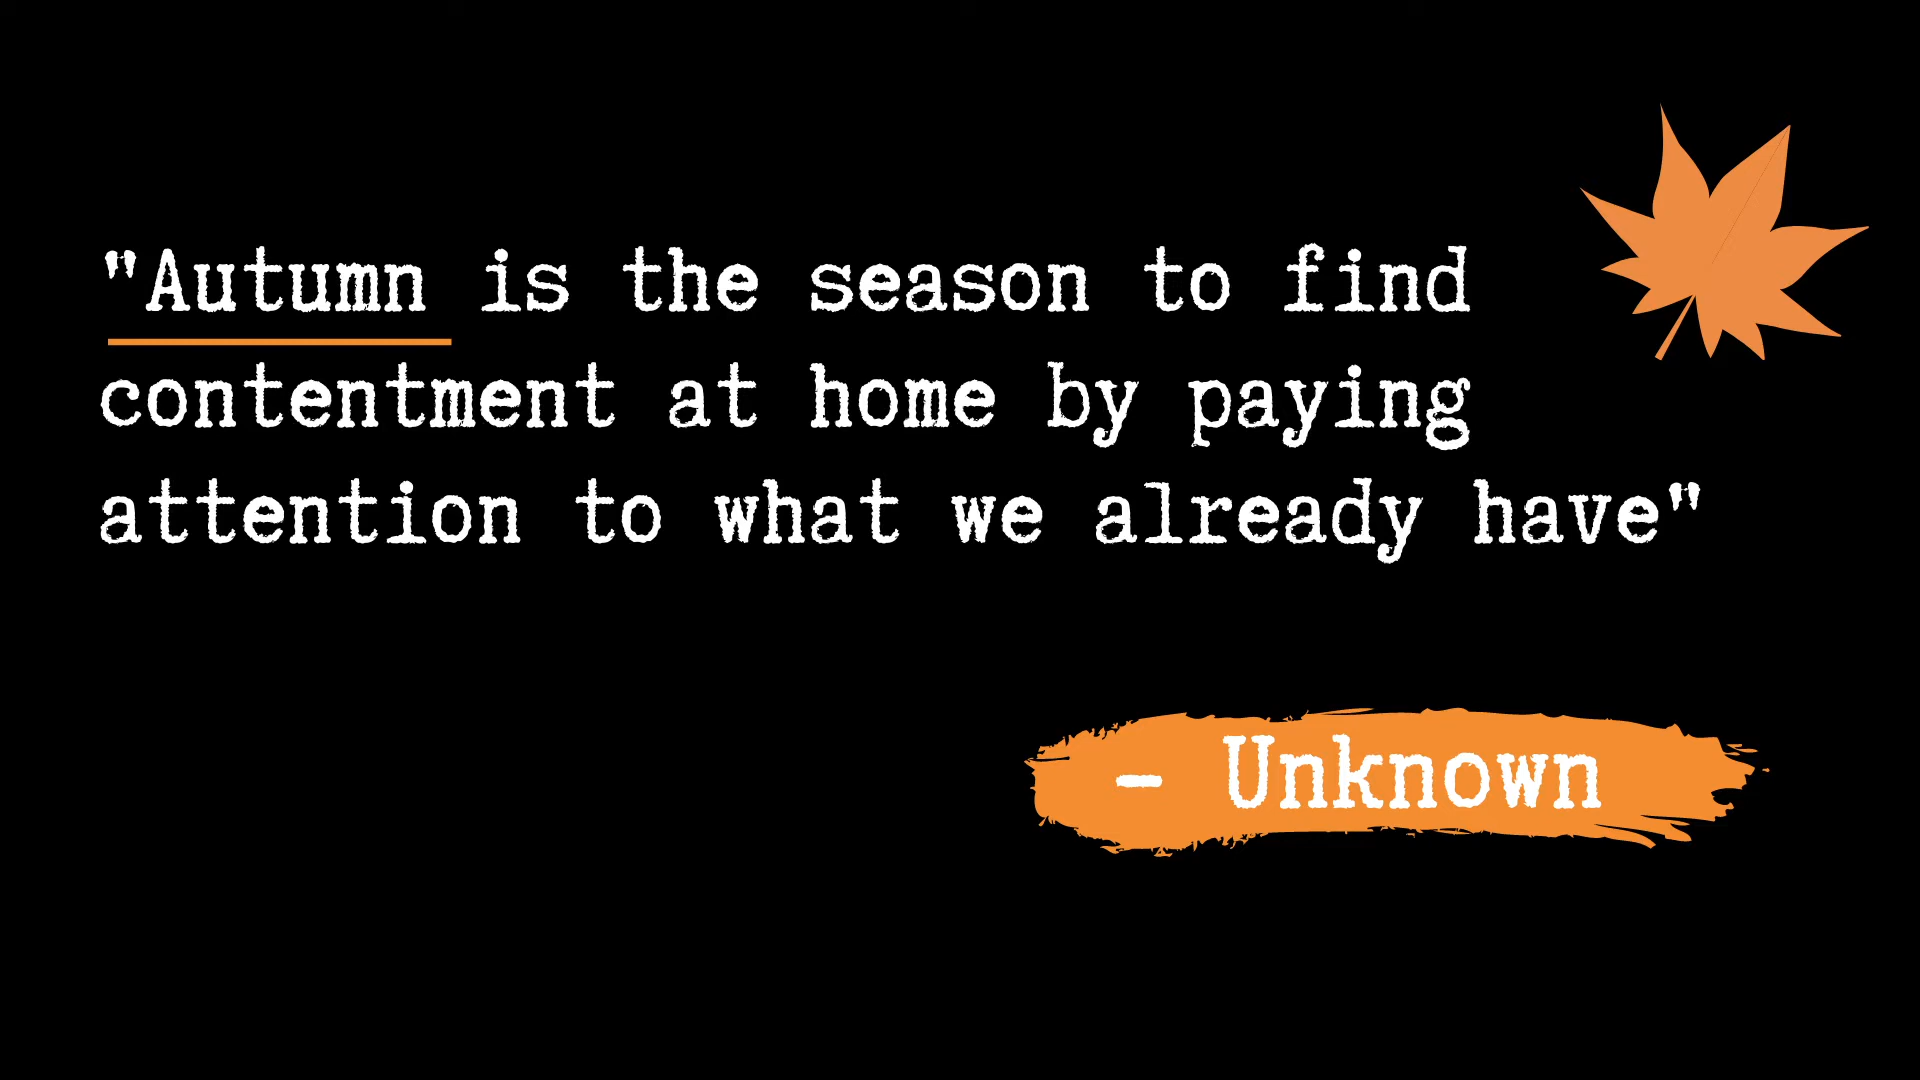 "Autumn is the season to find
contentment at home by paying
attention to what we already have"
- Unknown